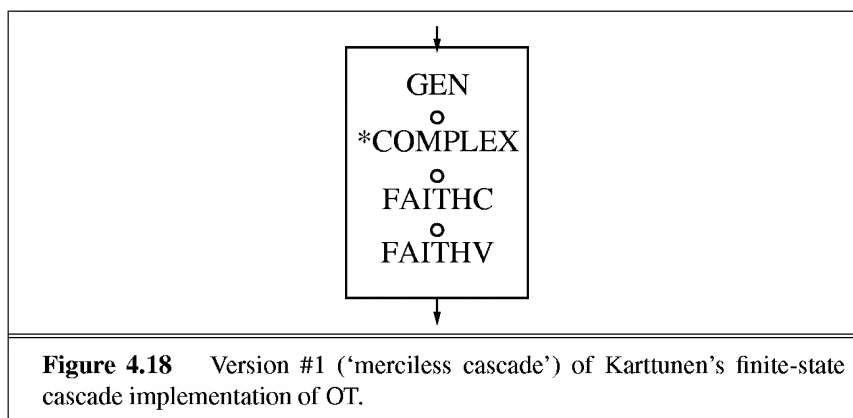 GEN
*COMPLEX
FAITHC
FAITHV
Figure 4.18 Version #1 (‘merciless cascade’) of Karttunen’s finite-state
cascade implementation of OT.